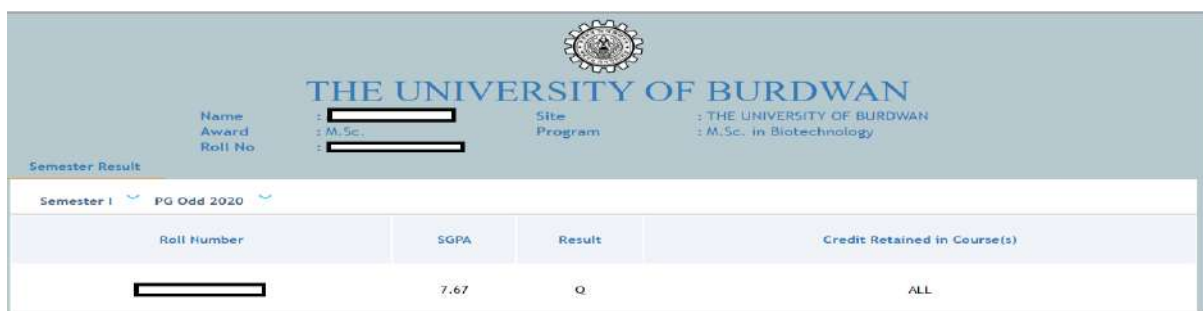 THE UNIVERSITY OF BURDWAN
Name : Site : THE UNIVERSITY OF BURDWAN
Award : M.Sc. Program : M.Sc. in Biotechnology
Roll No :
Semester Result
Semester I PG Odd 2020
Roll Number SGPA Result Credit Retained in Course(s)
7.67 Q ALL